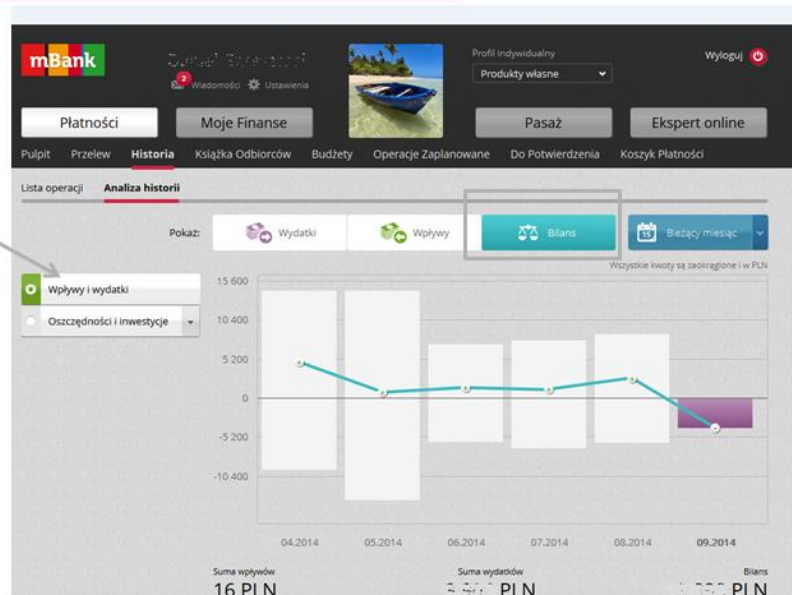 mBank
Profil indywidualny
Wyloguj
Produkty własne
2
Wiadomości Ustawienia
Płatności Moje Finanse Pasaż Ekspert online
Pulpit Przelew Historia Książka Odbiorców Budżety Operacje Zaplanowane Do Potwierdzenia Koszyk Płatności
Lista operacji Analiza historii
Pokaż: Wydatki Wpływy Bilans 15 Bieżący miesiąc
Wszystkie kwoty są zaokrąglone i w PLN
Wpływy i wydatki
Oszczędności i inwestycje
15 600
10 400
5 200
0
-5 200
-10 400
04.2014 05.2014 06.2014 07.2014 08.2014 09.2014
Suma wpływów Suma wydatków Bilans
16 PLN PLN PLN